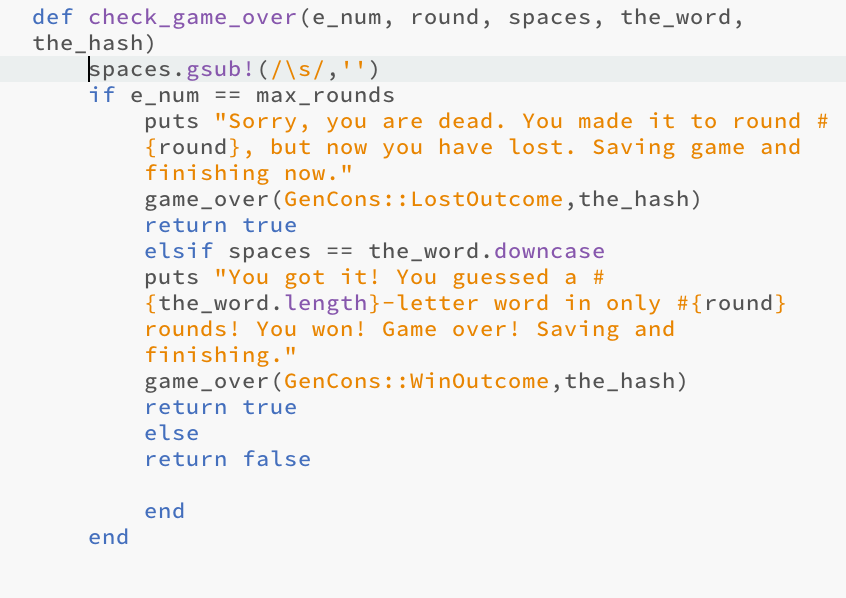 def check_game_over(e_num, round, spaces, the_word,
the_hash)
    spaces.gsub!(/\s/,'')
    if e_num == max_rounds
        puts "Sorry, you are dead. You made it to round #
        {round}, but now you have lost. Saving game and
        finishing now."
        game_over(GenCons::LostOutcome,the_hash)
        return true
        elsif spaces == the_word.downcase
        puts "You got it! You guessed a #
        {the_word.length}-letter word in only #{round}
        rounds! You won! Game over! Saving and
        finishing."
        game_over(GenCons::WinOutcome,the_hash)
        return true
        else
        return false

        end
    end